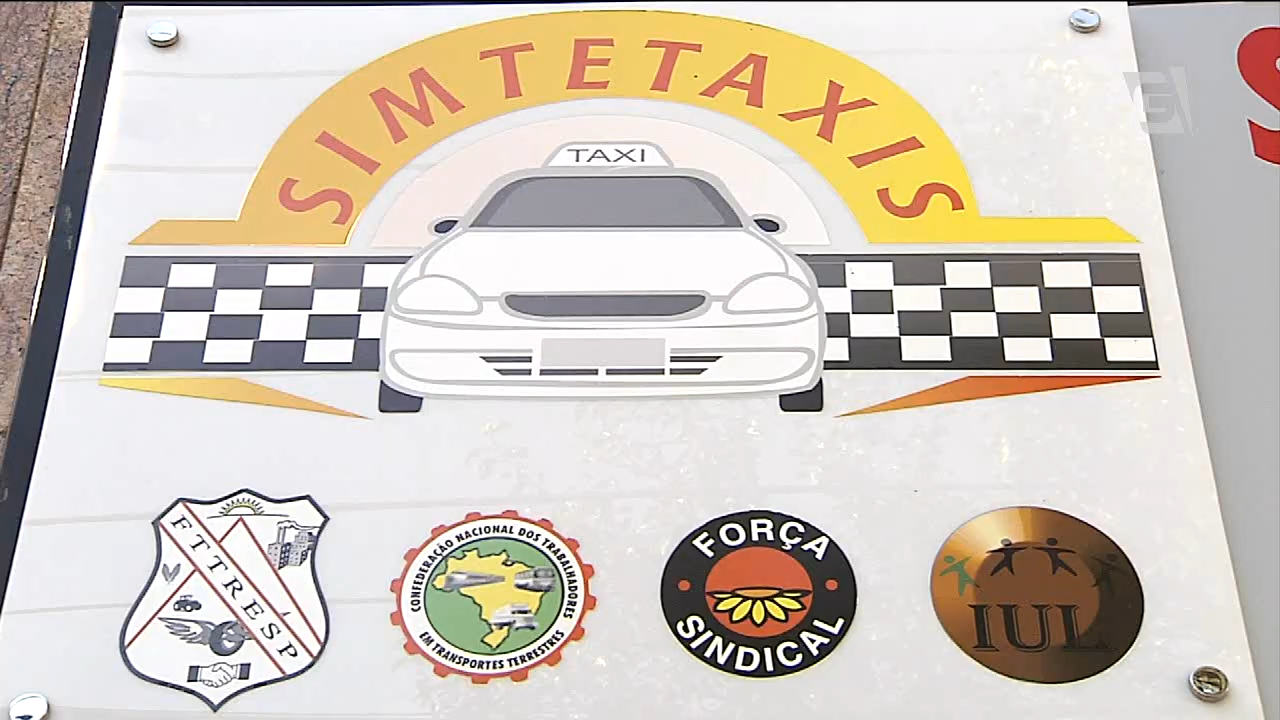 SIMTETAXIS
TAXI
FTTRESP
CONFEDERAÇÃO NACIONAL DOS TRABALHADORES
EM TRANSPORTES TERRESTRES
FORÇA
SINDICAL
IUL
S
G